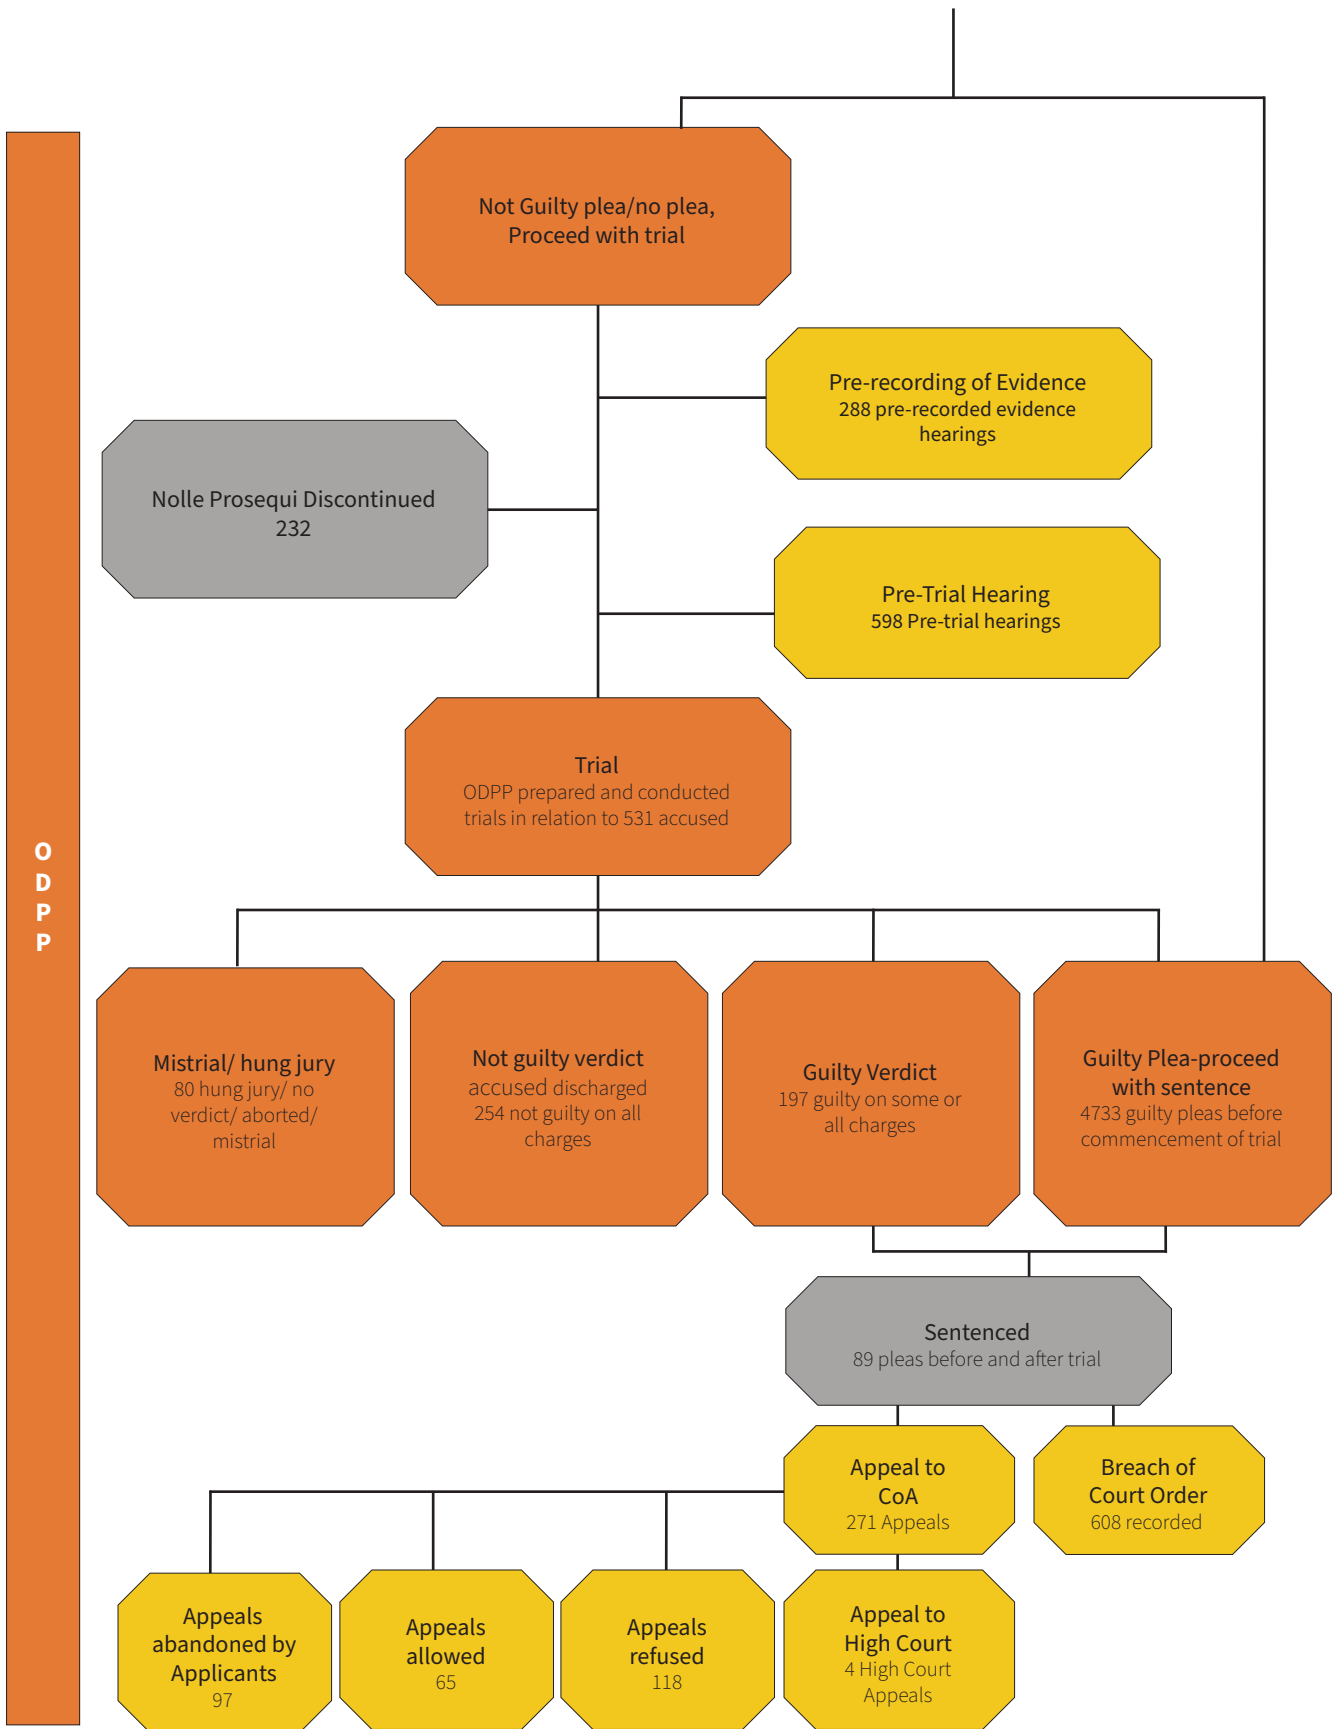 Not Guilty plea/no plea,
Proceed with trial
Pre-recording of Evidence
288 pre-recorded evidence
hearings
Nolle Prosequi Discontinued
232
Pre-Trial Hearing
598 Pre-trial hearings
Trial
ODPP prepared and conducted
trials in relation to 531 accused
O
D
P
P
Mistrial/ hung jury
80 hung jury/ no
verdict/ aborted/
mistrial
Not guilty verdict
accused discharged
254 not guilty on all
charges
Guilty Verdict
197 guilty on some or
all charges
Guilty Plea-proceed
with sentence
4733 guilty pleas before
commencement of trial
Sentenced
89 pleas before and after trial
Appeal to
CoA
271 Appeals
Breach of
Court Order
608 recorded
Appeals
abandoned by
Applicants
97
Appeals
allowed
65
Appeals
refused
118
Appeal to
High Court
4 High Court
Appeals